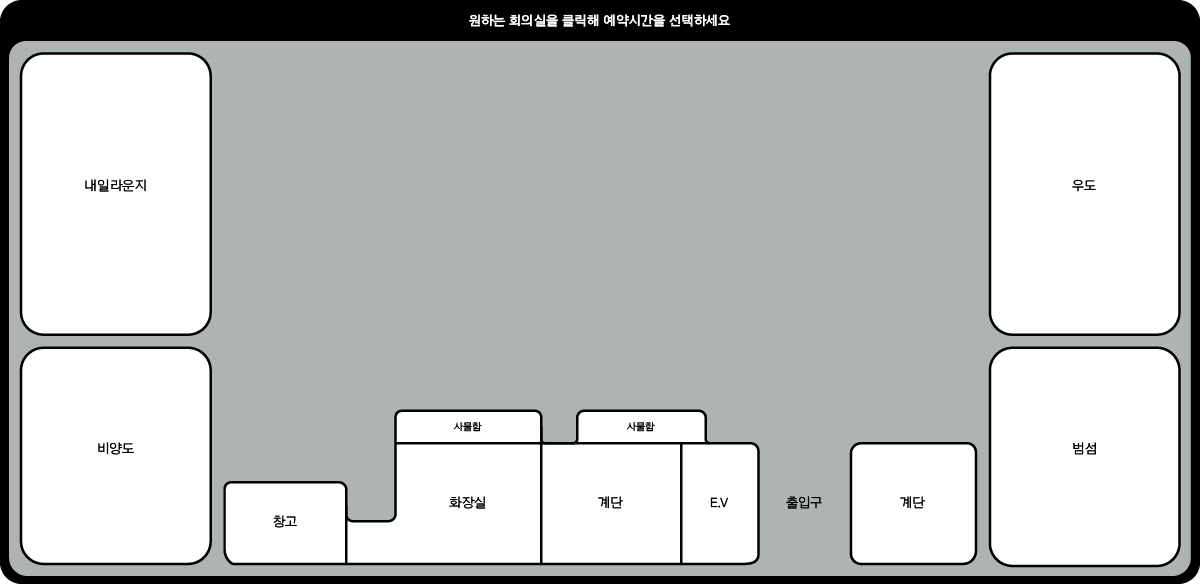 원하는 회의실을 클릭해 예약시간을 선택하세요
내일라운지
우도
비양도
범섬
사물함
사물함
창고
화장실
계단
E.V
출입구
계단